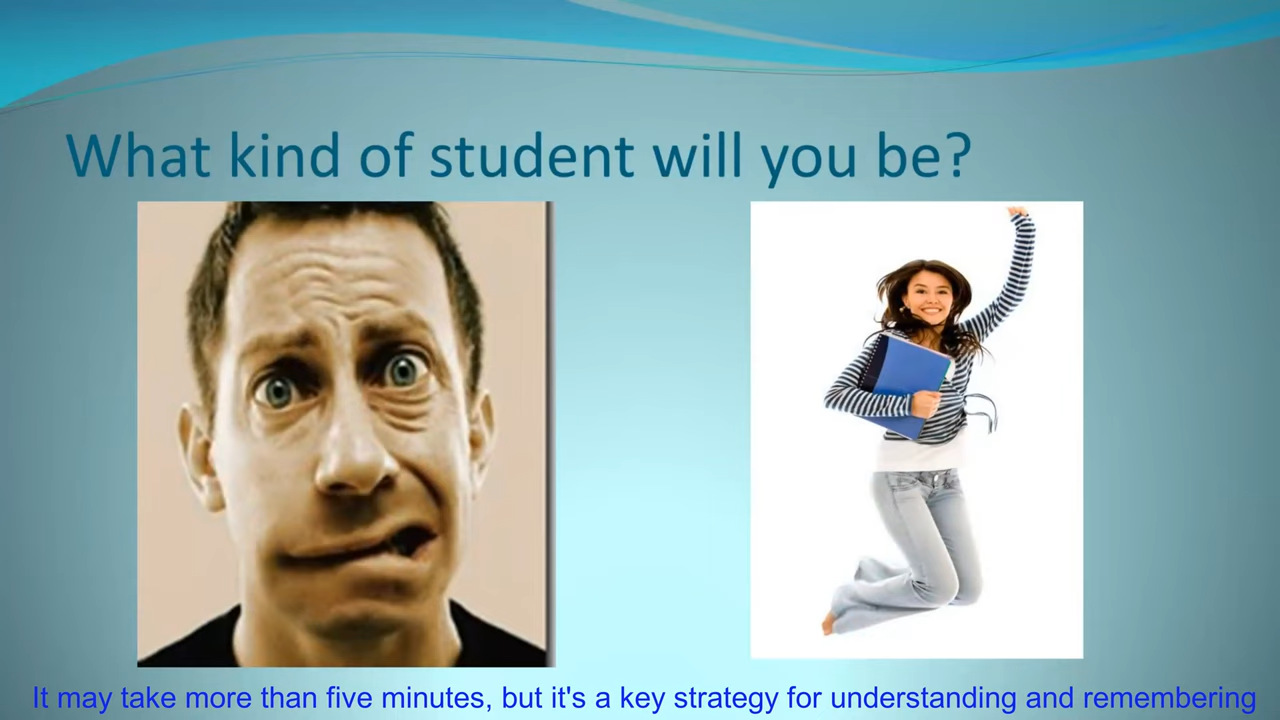 What kind of student will you be?
It may take more than five minutes, but it's a key strategy for understanding and remembering